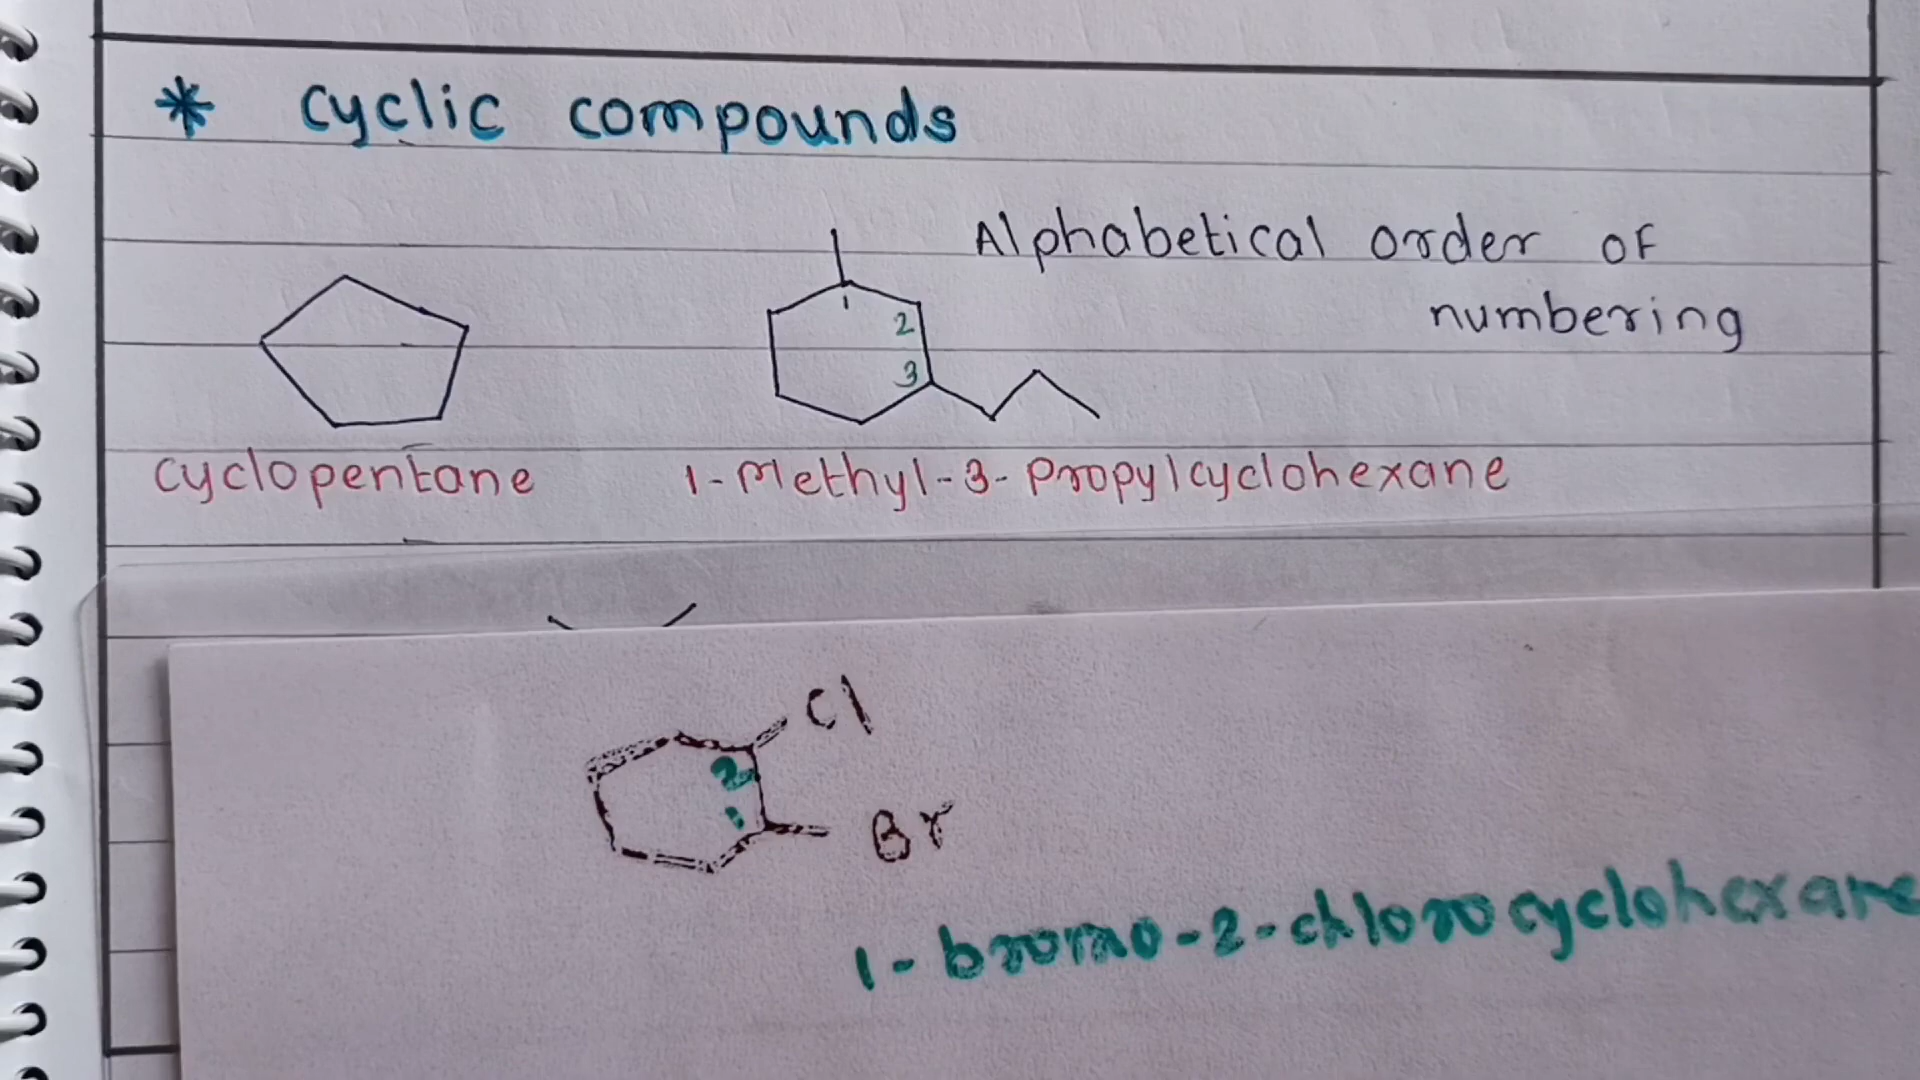 * cyclic compounds
Alphabetical order of
numbering
1
2
3
cyclopentane
1-Methyl-3-Propylcyclohexane
Cl
2
1
Br
1-bromo-2-chlorocyclohexane